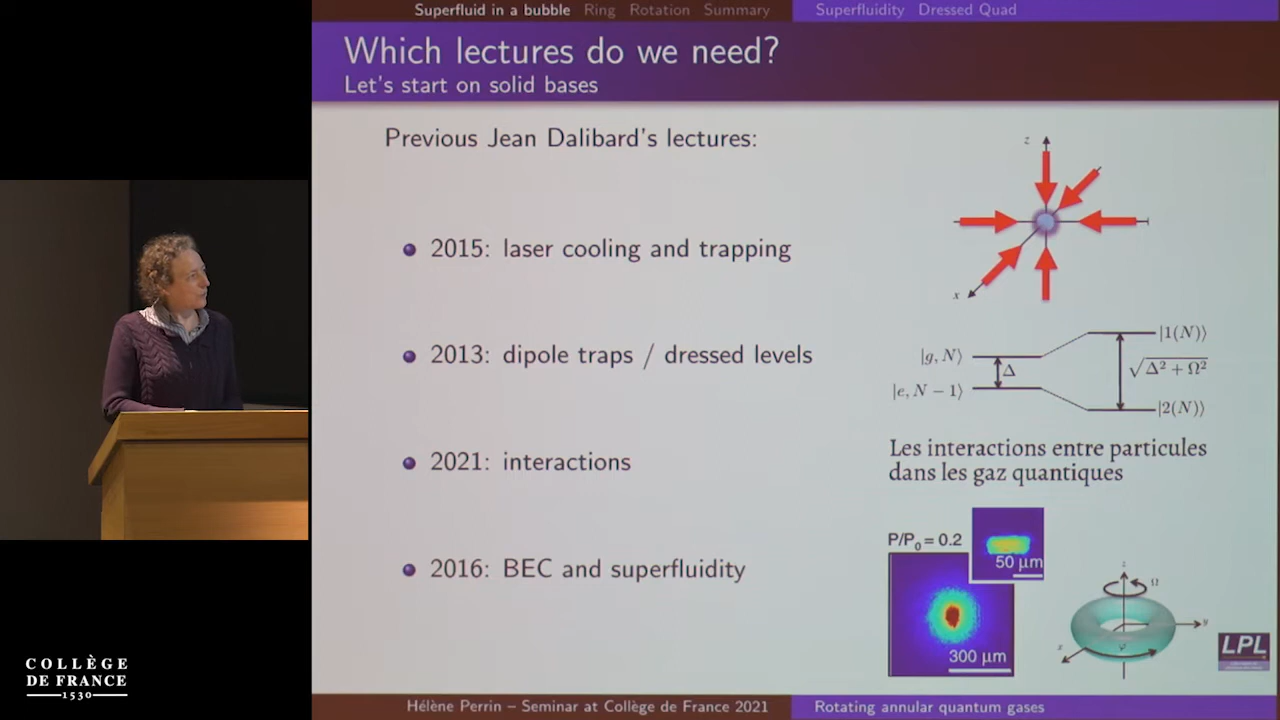 Superfluid in a bubble Ring Rotation Summary Superfluidity Dressed Quad
Which lectures do we need?
Let's start on solid bases
Previous Jean Dalibard's lectures:
2015: laser cooling and trapping
2013: dipole traps / dressed levels
2021: interactions
2016: BEC and superfluidity
z
x
|g, N⟩
|e, N − 1⟩
Δ
|1(N)⟩
√Δ² + Ω²
|2(N)⟩
Les interactions entre particules
dans les gaz quantiques
P/P₀ = 0.2
50 μm
300 μm
z
Ω
y
x
φ
LPL
COLLÈGE
DE FRANCE
1530
Hélène Perrin – Seminar at Collège de France 2021 Rotating annular quantum gases